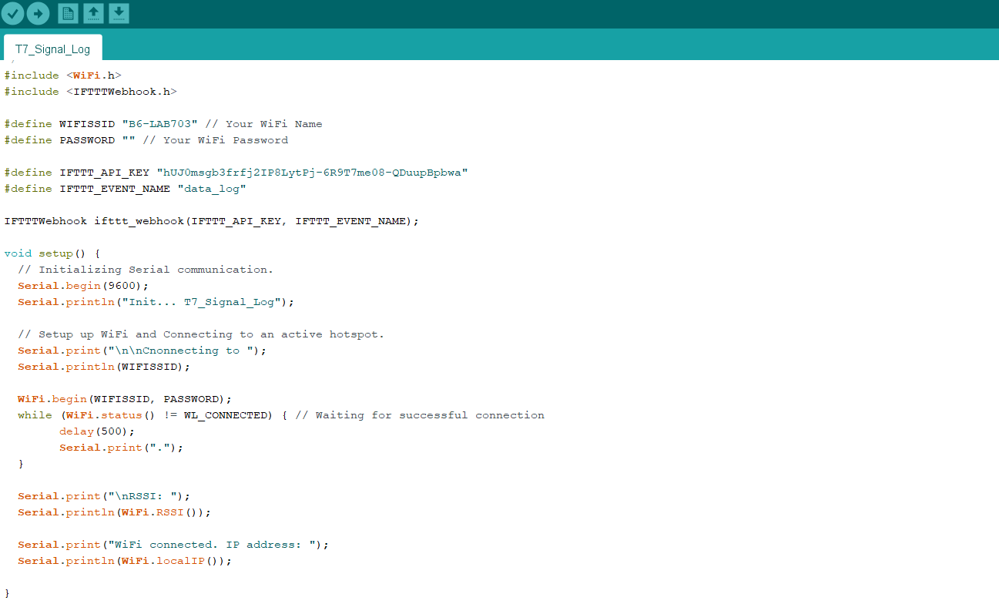 T7_Signal_Log
#include <WiFi.h>
#include <IFTTTWebhook.h>
#define WIFISSID "B6-LAB703" // Your WiFi Name
#define PASSWORD "" // Your WiFi Password
#define IFTTT_API_KEY "hUJ0msgb3frfj2IP8LytPj-6R9T7me08-QDuupBpbwa"
#define IFTTT_EVENT_NAME "data_log"
IFTTTWebhook ifttt_webhook(IFTTT_API_KEY, IFTTT_EVENT_NAME);
void setup() {
  // Initializing Serial communication.
  Serial.begin(9600);
  Serial.println("Init... T7_Signal_Log");
  // Setup up WiFi and Connecting to an active hotspot.
  Serial.print("\n\nCnonnecting to ");
  Serial.println(WIFISSID);
  WiFi.begin(WIFISSID, PASSWORD);
  while (WiFi.status() != WL_CONNECTED) { // Waiting for successful connection
        delay(500);
        Serial.print(".");
  }
  Serial.print("\nRSSI: ");
  Serial.println(WiFi.RSSI());
  Serial.print("WiFi connected. IP address: ");
  Serial.println(WiFi.localIP());
}